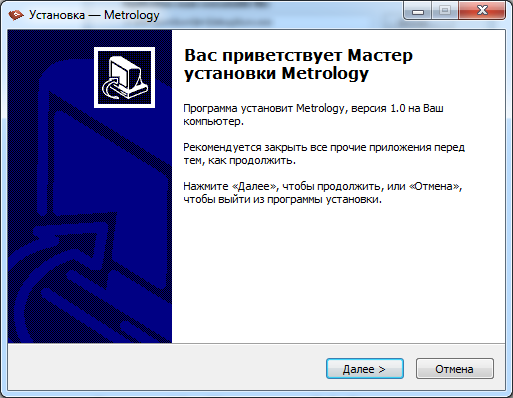 Установка — Metrology
Вас приветствует Мастер
установки Metrology
Программа установит Metrology, версия 1.0 на Ваш
компьютер.
Рекомендуется закрыть все прочие приложения перед
тем, как продолжить.
Нажмите «Далее», чтобы продолжить, или «Отмена»,
чтобы выйти из программы установки.
Далее >
Отмена